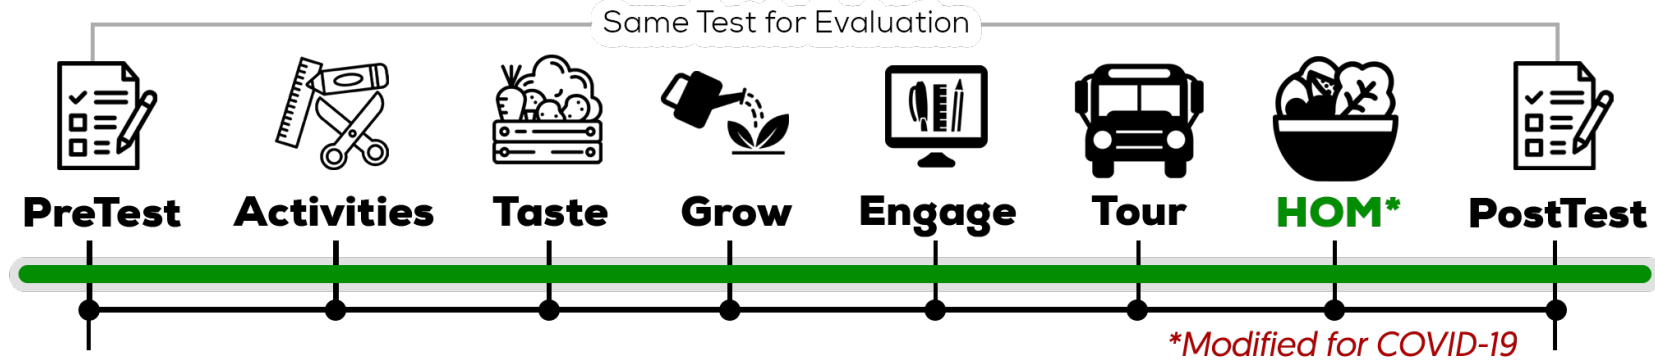 Same Test for Evaluation
PreTest Activities Taste Grow Engage Tour HOM* PostTest
*Modified for COVID-19